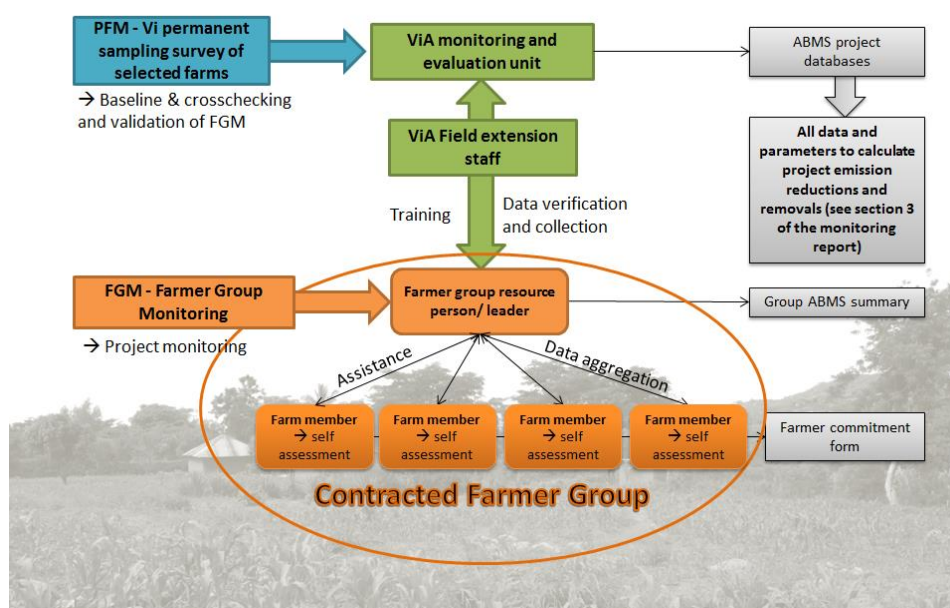 PFM - Vi permanent
sampling survey of
selected farms
→ Baseline & crosschecking
and validation of FGM
ViA monitoring and
evaluation unit
ABMS project
databases
ViA Field extension
staff
All data and
parameters to calculate
project emission
reductions and
removals (see section 3
of the monitoring
report)
Training
Data verification
and collection
FGM - Farmer Group
Monitoring
→ Project monitoring
Farmer group resource
person/ leader
Group ABMS summary
Assistance
Data aggregation
Farm member
→ self
assessment
Farm member
→ self
assessment
Farm member
→ self
assessment
Farm member
→ self
assessment
Farmer commitment
form
Contracted Farmer Group